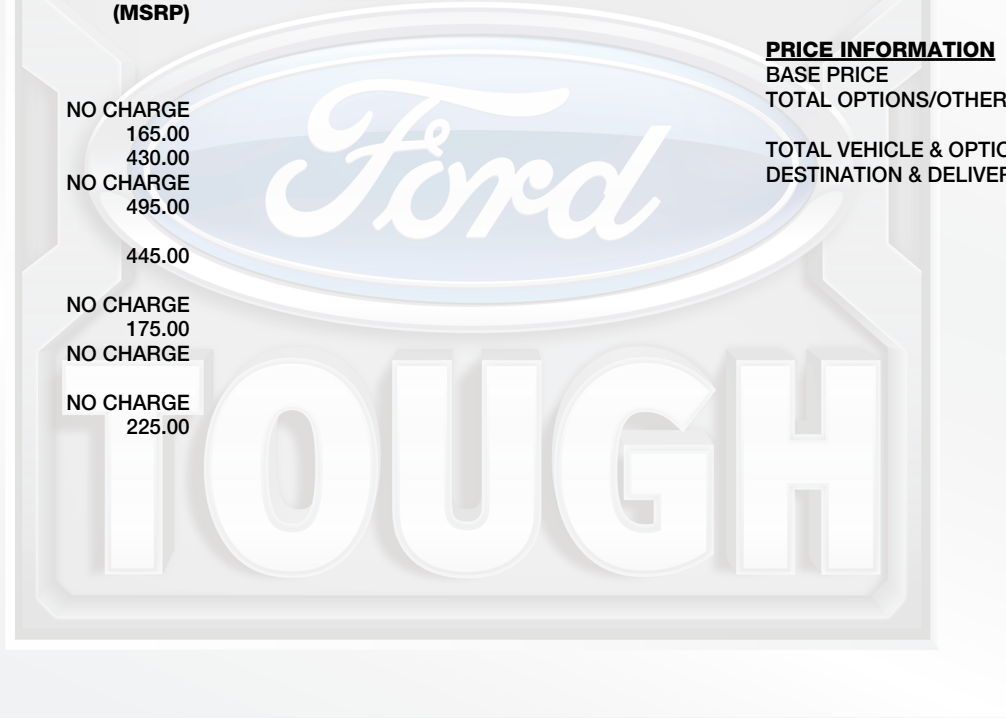 (MSRP)
NO CHARGE
165.00
430.00
NO CHARGE
495.00
445.00
NO CHARGE
175.00
NO CHARGE
NO CHARGE
225.00
PRICE INFORMATION
BASE PRICE
TOTAL OPTIONS/OTHER
TOTAL VEHICLE & OPTIO
DESTINATION & DELIVER
Ford
TOUGH